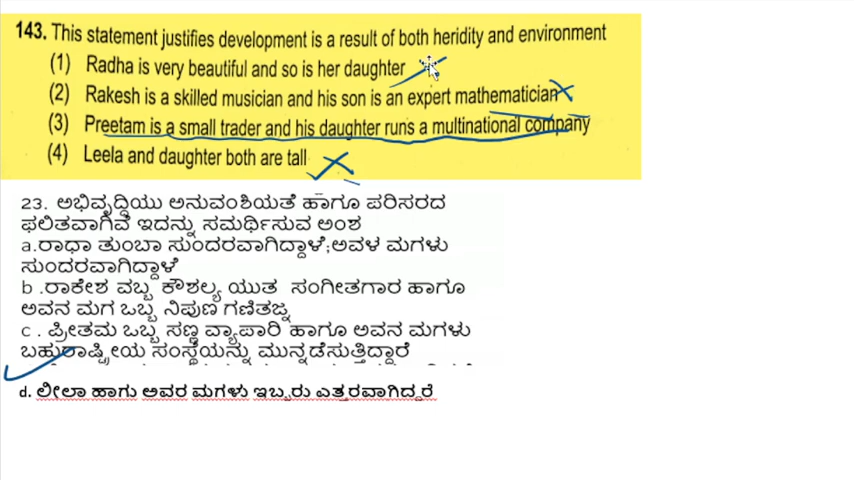 143. This statement justifies development is a result of both heridity and environment
(1) Radha is very beautiful and so is her daughter
(2) Rakesh is a skilled musician and his son is an expert mathematician
(3) Preetam is a small trader and his daughter runs a multinational company
(4) Leela and daughter both are tall
23. ಅಭಿವೃದ್ಧಿಯು ಅನುವಂಶಿಯತೆ ಹಾಗೂ ಪರಿಸರದ
ಫಲಿತವಾಗಿವೆ ಇದನ್ನು ಸಮರ್ಥಿಸುವ ಅಂಶ
a.ರಾಧಾ ತುಂಬಾ ಸುಂದರವಾಗಿದ್ದಾಳೆ;ಅವಳ ಮಗಳು
ಸುಂದರವಾಗಿದ್ದಾಳೆ
b .ರಾಕೇಶ ವಬ್ಬ ಕೌಶಲ್ಯ ಯುತ ಸಂಗೀತಗಾರ ಹಾಗೂ
ಅವನ ಮಗ ಒಬ್ಬ ನಿಪುಣ ಗಣಿತಜ್ನ
c . ಪ್ರೀತಮ ಒಬ್ಬ ಸಣ್ಣ ವ್ಯಾಪಾರಿ ಹಾಗೂ ಅವನ ಮಗಳು
ಬಹುರಾಷ್ಟ್ರೀಯ ಸಂಸ್ಥೆಯನ್ನು ಮುನ್ನಡೆಸುತ್ತಿದ್ದಾರೆ
d. ಲೀಲಾ ಹಾಗು ಅವರ ಮಗಳು ಇಬ್ಬರು ಎತ್ತರವಾಗಿದ್ದರೆ